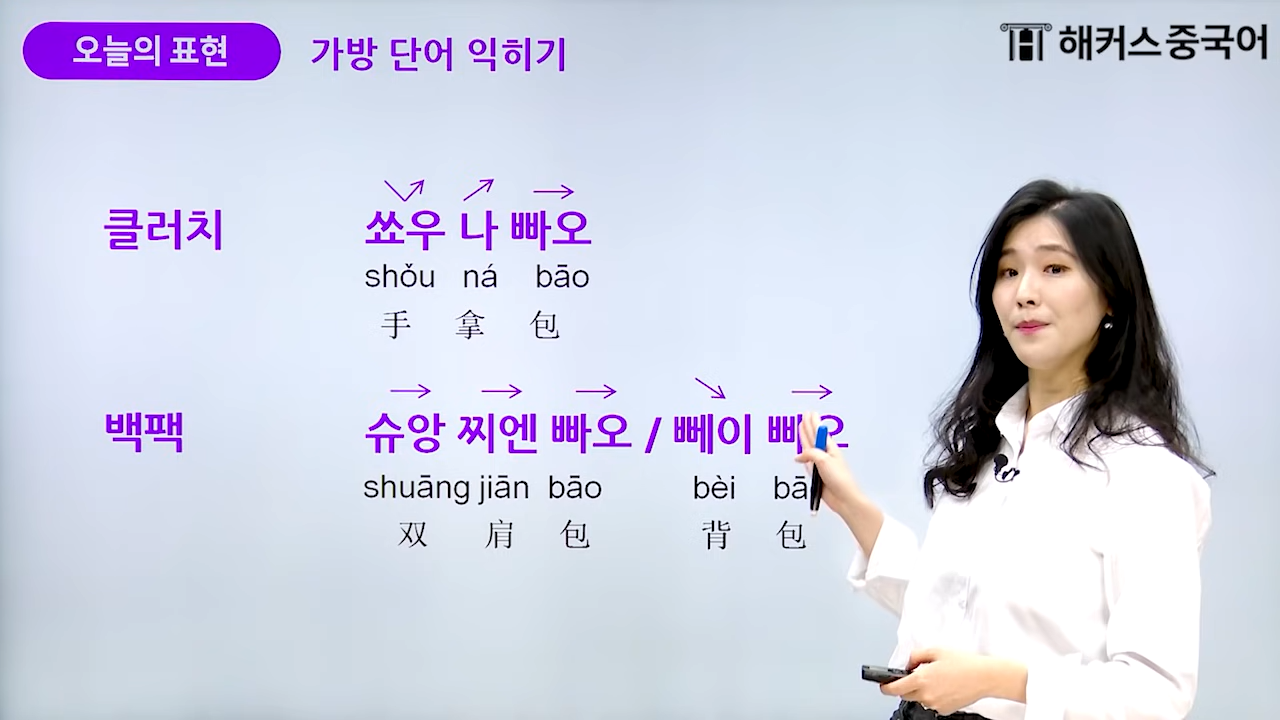 오늘의 표현 가방 단어 익히기
해커스중국어
클러치 쑈우 나 빠오
shǒu ná bāo
手 拿 包
백팩 슈앙 찌엔 빠오 / 뻬이
shuāng jiān bāo bèi
双 肩 包 背 包